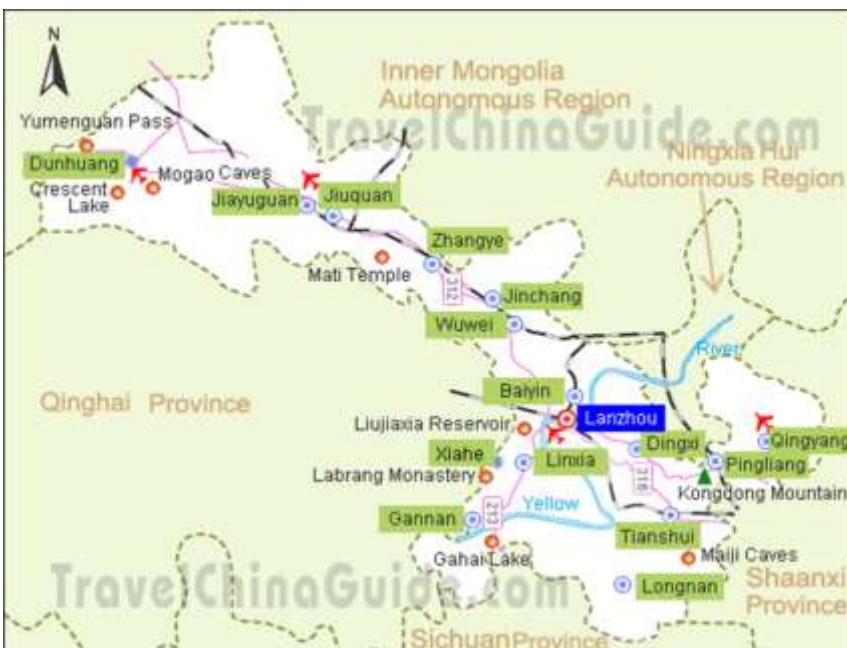 Inner Mongolia
Autonomous Region
TravelChinaGuide.com
Yumenguan Pass
Ningxia Hui
Autonomous Region
Dunhuang
Mogao Caves
Crescent
Lake
Jiayuguan
Jiuquan
Zhangye
Mati Temple
312
Jinchang
Wuwei
River
Baiyin
Qinghai Province
Liujiaxia Reservoir
Lanzhou
Dingxi
Qingyang
Xiahe
Linxia
Pingliang
Labrang Monastery
316
Kongdong Mountain
Gannan
213
Yellow
Tianshui
Gahai Lake
Maiji Caves
TravelChinaGuide.com
Longnan
Shaanxi
Province
Sichuan Province